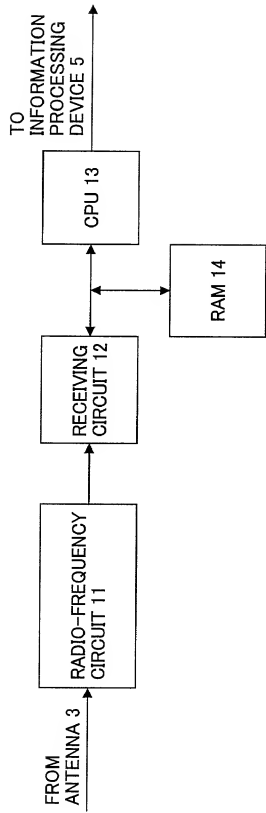 FROM
ANTENNA 3
RADIO-FREQUENCY
CIRCUIT 11
RECEIVING
CIRCUIT 12
CPU 13
RAM 14
TO
INFORMATION
PROCESSING
DEVICE 5